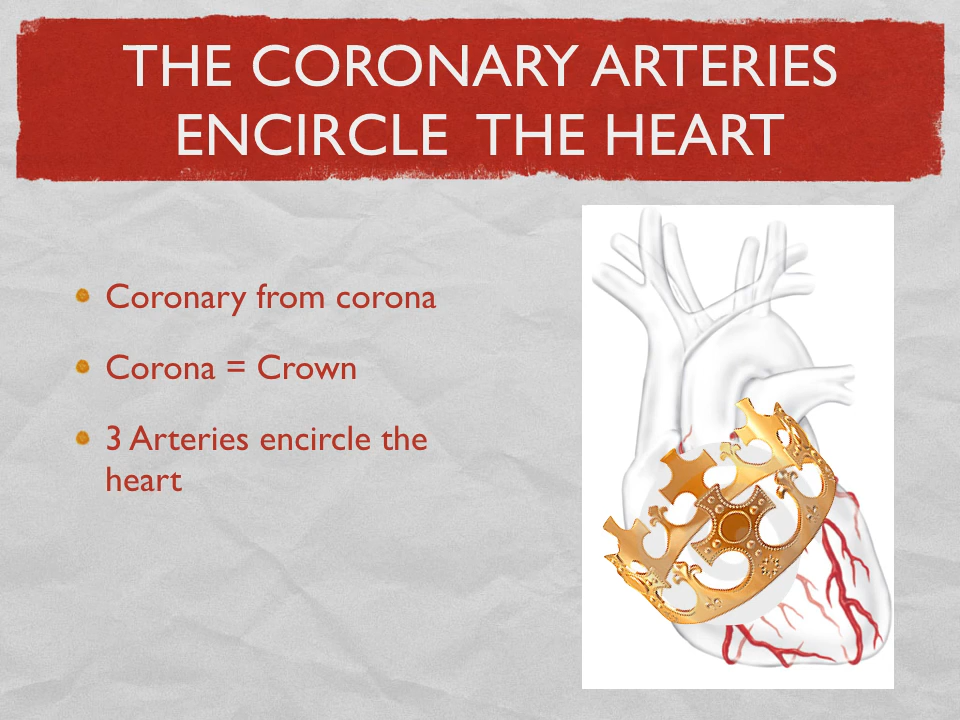 THE CORONARY ARTERIES
ENCIRCLE THE HEART
Coronary from corona
Corona = Crown
3 Arteries encircle the
heart